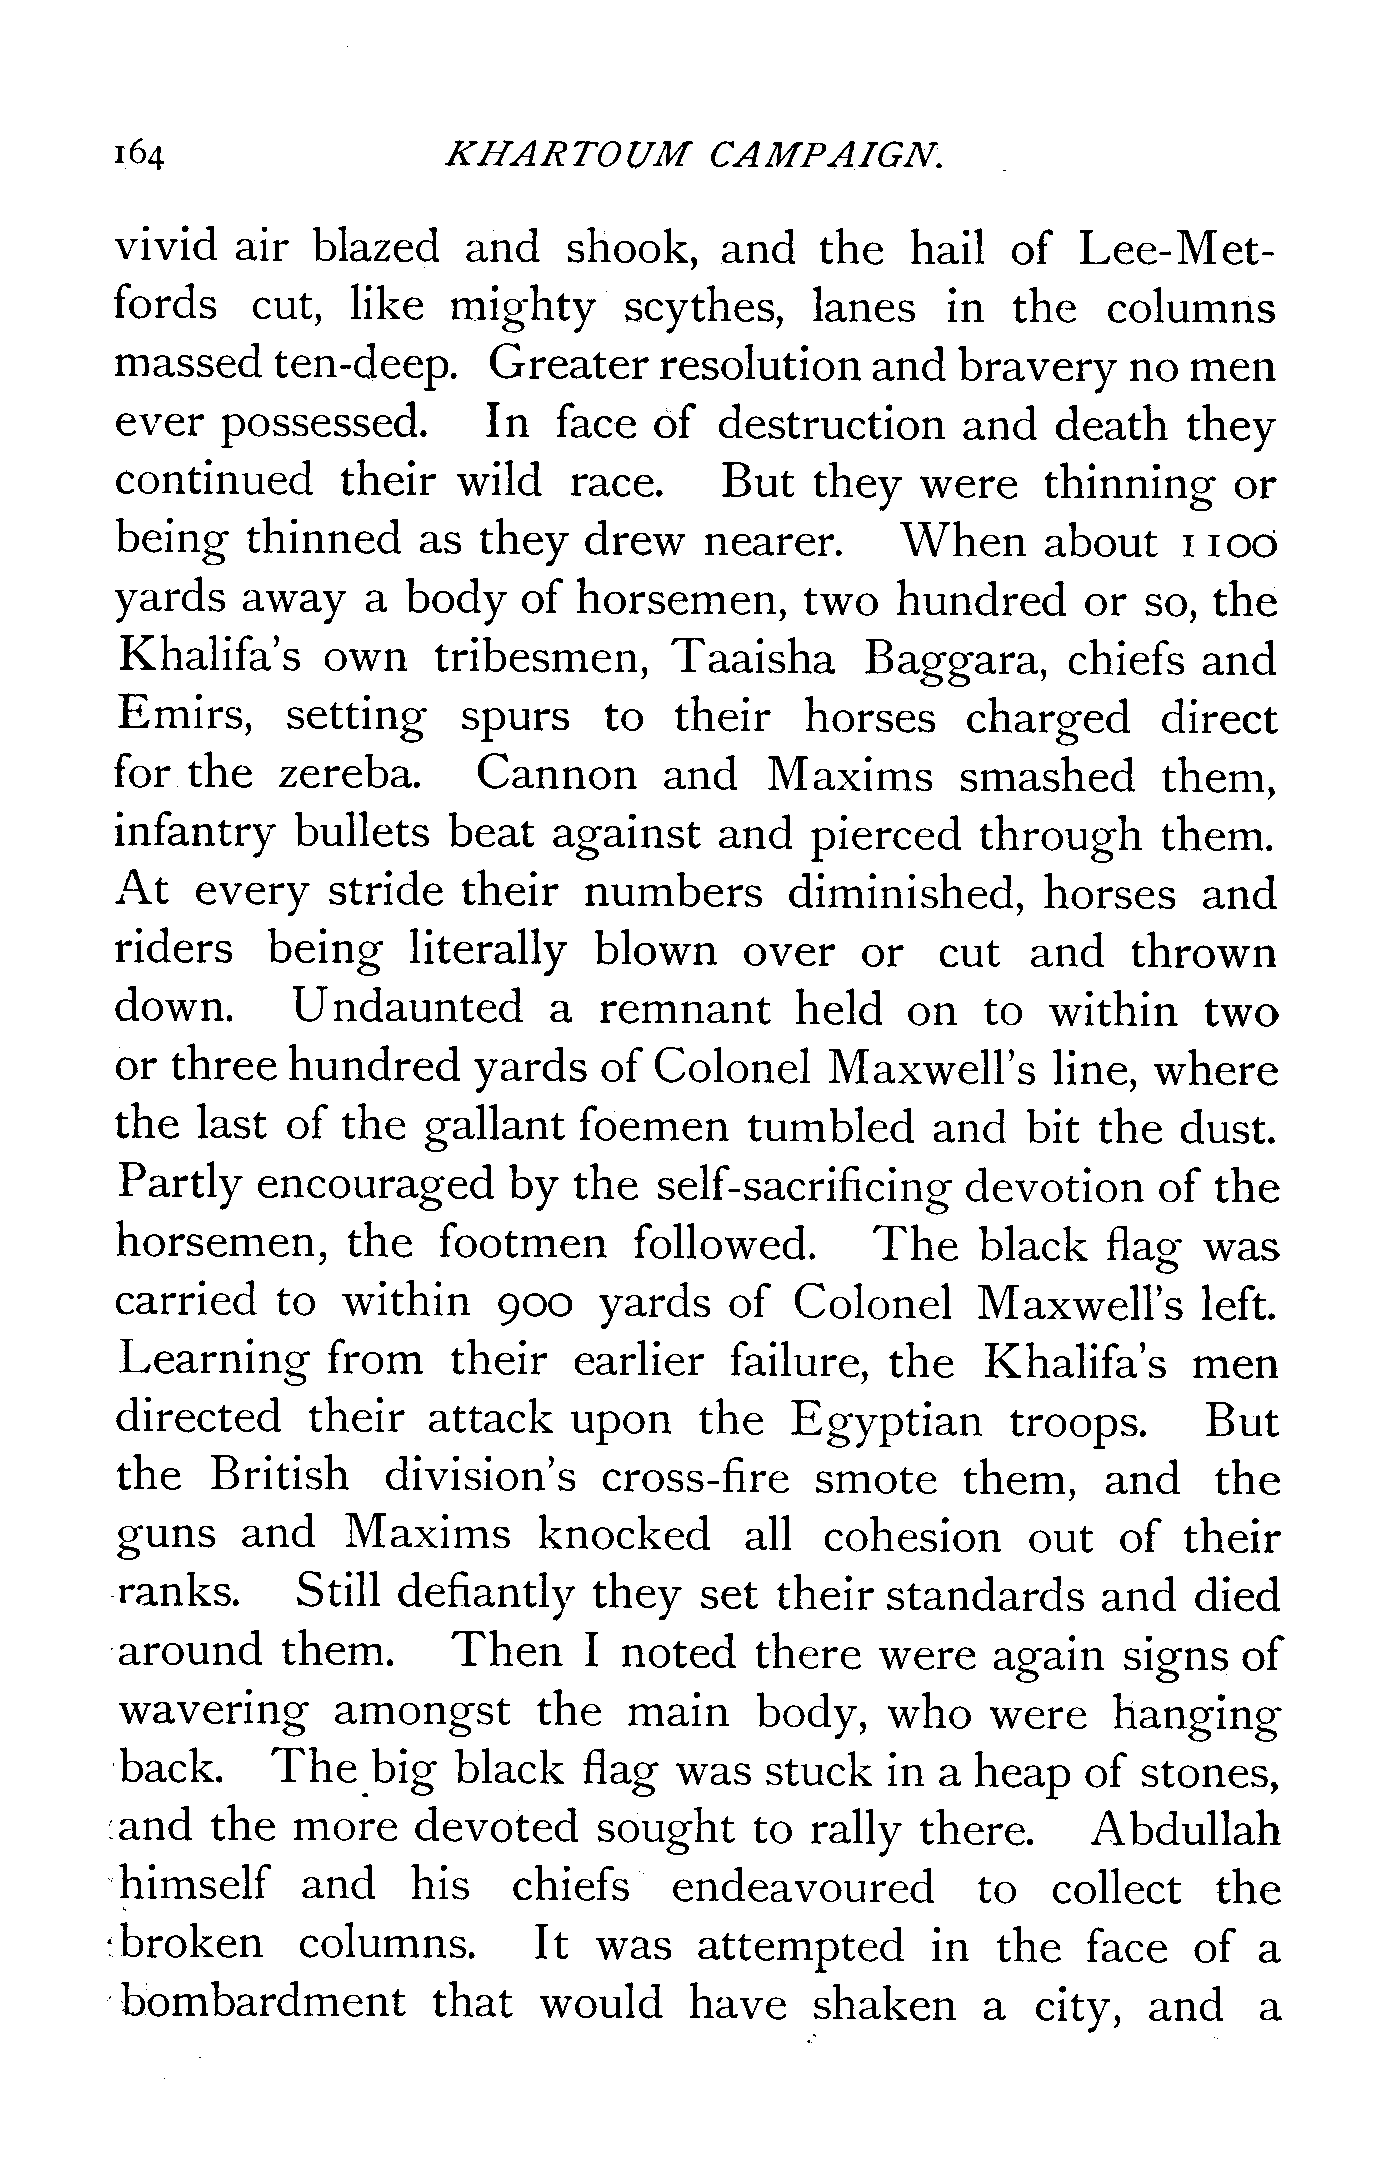 164 KHARTOUM CAMPAIGN.
vivid air blazed and shook, and the hail of Lee-Met-
fords cut, like mighty scythes, lanes in the columns
massed ten-deep. Greater resolution and bravery no men
ever possessed. In face of destruction and death they
continued their wild race. But they were thinning or
being thinned as they drew nearer. When about 1100
yards away a body of horsemen, two hundred or so, the
Khalifa's own tribesmen, Taaisha Baggara, chiefs and
Emirs, setting spurs to their horses charged direct
for the zereba. Cannon and Maxims smashed them,
infantry bullets beat against and pierced through them.
At every stride their numbers diminished, horses and
riders being literally blown over or cut and thrown
down. Undaunted a remnant held on to within two
or three hundred yards of Colonel Maxwell's line, where
the last of the gallant foemen tumbled and bit the dust.
Partly encouraged by the self-sacrificing devotion of the
horsemen, the footmen followed. The black flag was
carried to within 900 yards of Colonel Maxwell's left.
Learning from their earlier failure, the Khalifa's men
directed their attack upon the Egyptian troops. But
the British division's cross-fire smote them, and the
guns and Maxims knocked all cohesion out of their
ranks. Still defiantly they set their standards and died
around them. Then I noted there were again signs of
wavering amongst the main body, who were hanging
back. The big black flag was stuck in a heap of stones,
and the more devoted sought to rally there. Abdullah
himself and his chiefs endeavoured to collect the
broken columns. It was attempted in the face of a
bombardment that would have shaken a city, and a